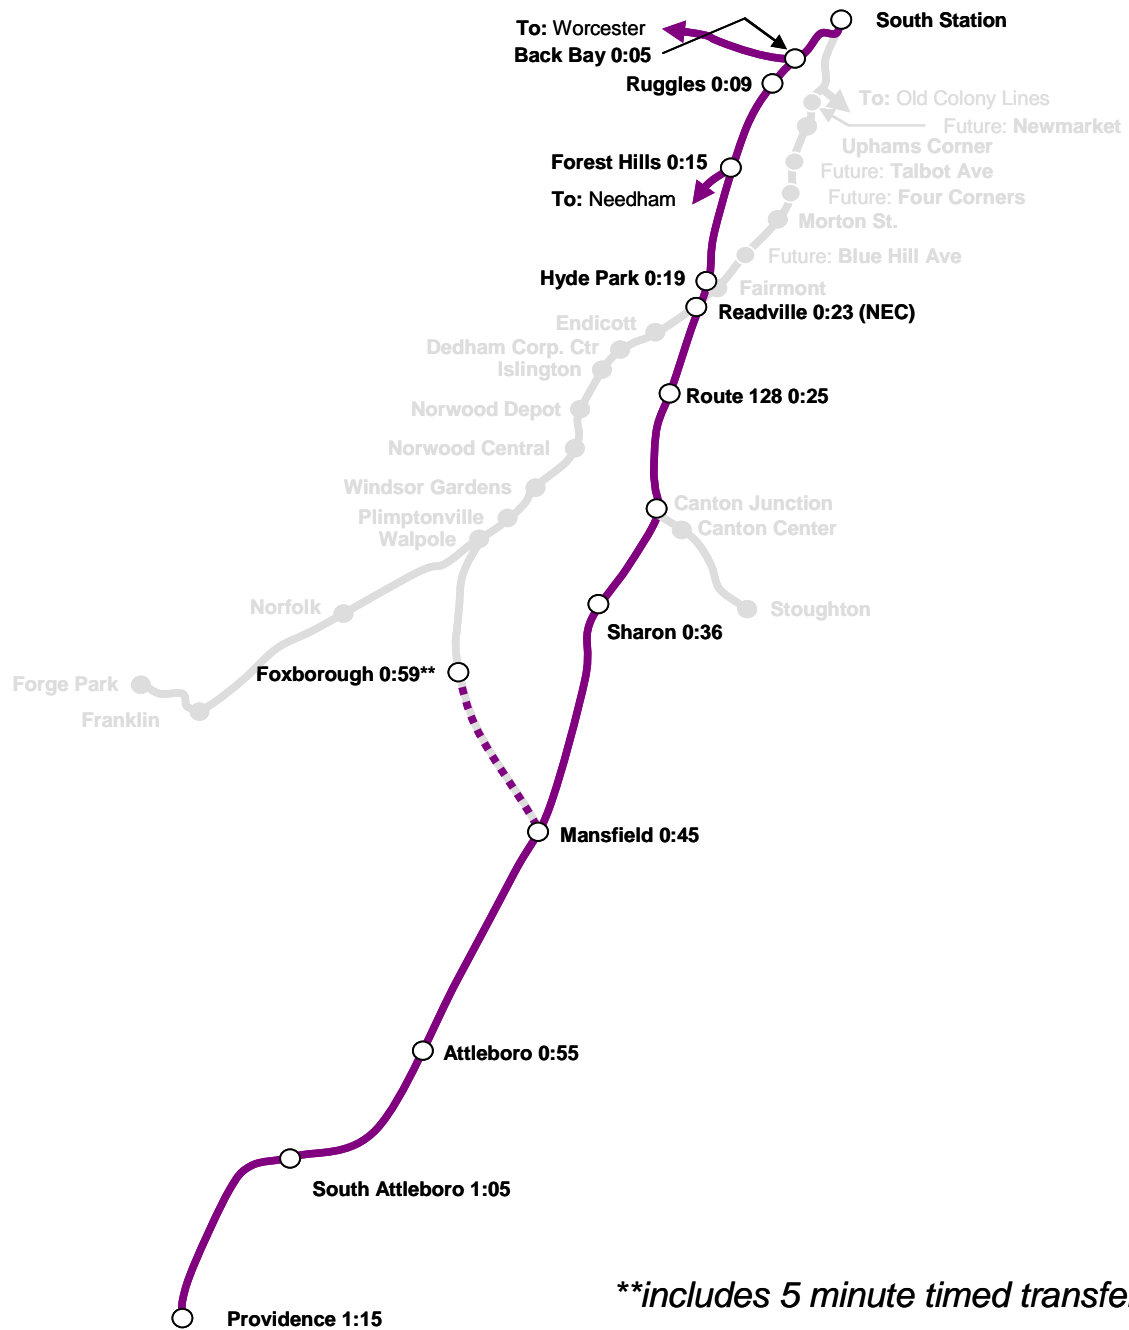 South Station
To: Worcester
Back Bay 0:05
Ruggles 0:09
To: Old Colony Lines
Future: Newmarket
Uphams Corner
Forest Hills 0:15
Future: Talbot Ave
To: Needham
Future: Four Corners
Morton St.
Future: Blue Hill Ave
Hyde Park 0:19
Fairmont
Readville 0:23 (NEC)
Endicott
Dedham Corp. Ctr
Islington
Route 128 0:25
Norwood Depot
Norwood Central
Windsor Gardens
Canton Junction
Plimptonville
Canton Center
Walpole
Norfolk
Stoughton
Sharon 0:36
Foxborough 0:59**
Forge Park
Franklin
Mansfield 0:45
Attleboro 0:55
South Attleboro 1:05
**includes 5 minute timed transfe
Providence 1:15